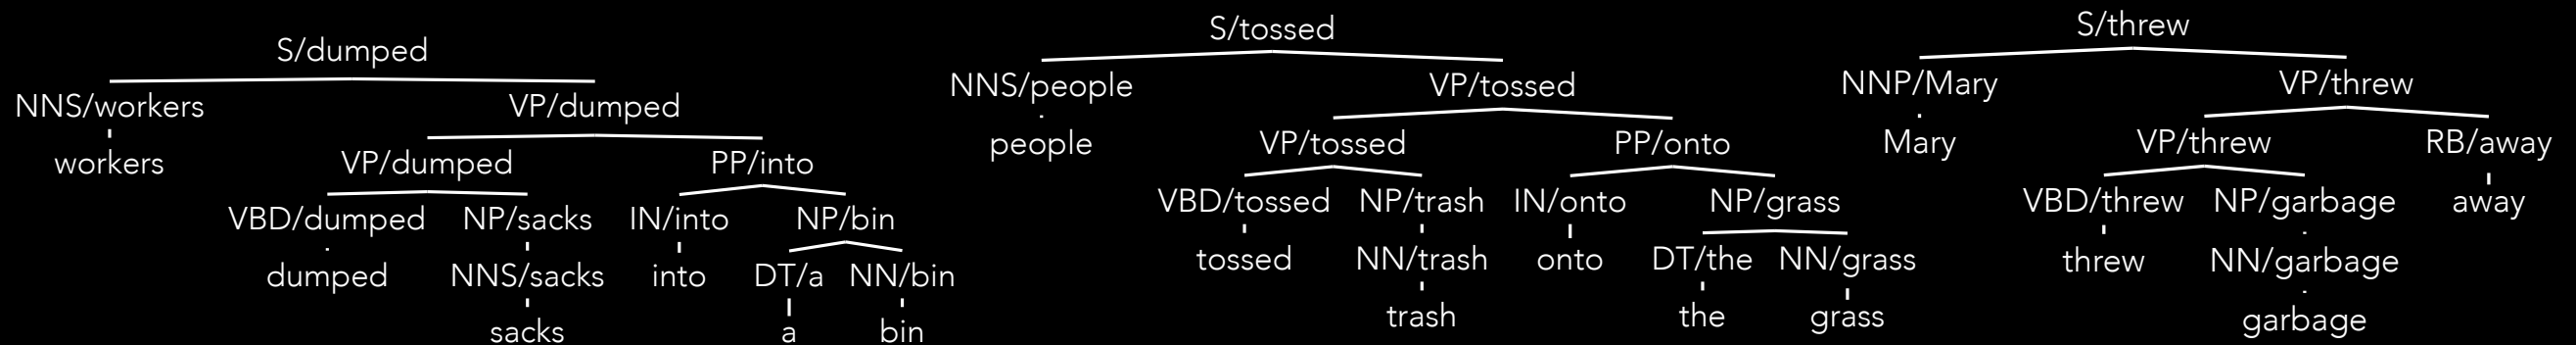 S/dumped
NNS/workers VP/dumped
workers VP/dumped PP/into
VBD/dumped NP/sacks IN/into NP/bin
dumped NNS/sacks into DT/a NN/bin
sacks a bin
S/tossed
NNS/people VP/tossed
people VP/tossed PP/onto
VBD/tossed NP/trash IN/onto NP/grass
tossed NN/trash onto DT/the NN/grass
trash the grass
S/threw
NNP/Mary VP/threw
Mary VP/threw RB/away
VBD/threw NP/garbage away
threw NN/garbage
garbage